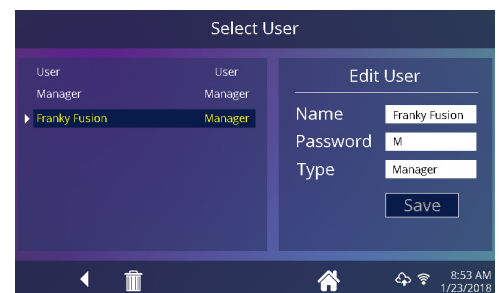 Select User
User User
Manager Manager
Franky Fusion Manager
Edit User
Name Franky Fusion
Password M
Type Manager
Save
8:53 AM
1/23/2018